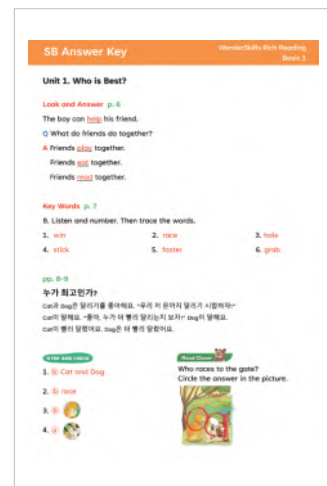 SB Answer Key
WonderSkills Rich Reading
Basic 1
Unit 1. Who is Best?
Look and Answer p. 6
The boy can help his friend.
Q What do friends do together?
A Friends play together.
Friends eat together.
Friends read together.
Key Words p. 7
B. Listen and number. Then trace the words.
1. win 2. race 3. hole
4. stick 5. faster 6. grab
pp. 8-9
누가 최고인가?
Cat과 Dog은 달리기를 좋아해요. “우리 저 문까지 달리기 시합하자!”
Cat이 말해요. “좋아, 누가 더 빨리 달리는지 보자!” Dog이 말해요.
Cat이 빨리 달렸어요. Dog은 더 빨리 달렸어요.
STOP AND CHECK
1. ⓑ Cat and Dog
2. ⓑ race
3. ⓑ
4. ⓐ
Read Closer
Who races to the gate?
Circle the answer in the picture.